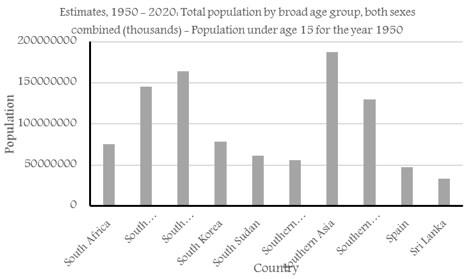 Estimates, 1950 - 2020: Total population by broad age group, both sexes
combined (thousands) - Population under age 15 for the year 1950
200000000
150000000
100000000
50000000
0
Population
South Africa
South...
South...
South Korea
South Sudan
Southern...
Southern Asia
Southern...
Spain
Sri Lanka
Country